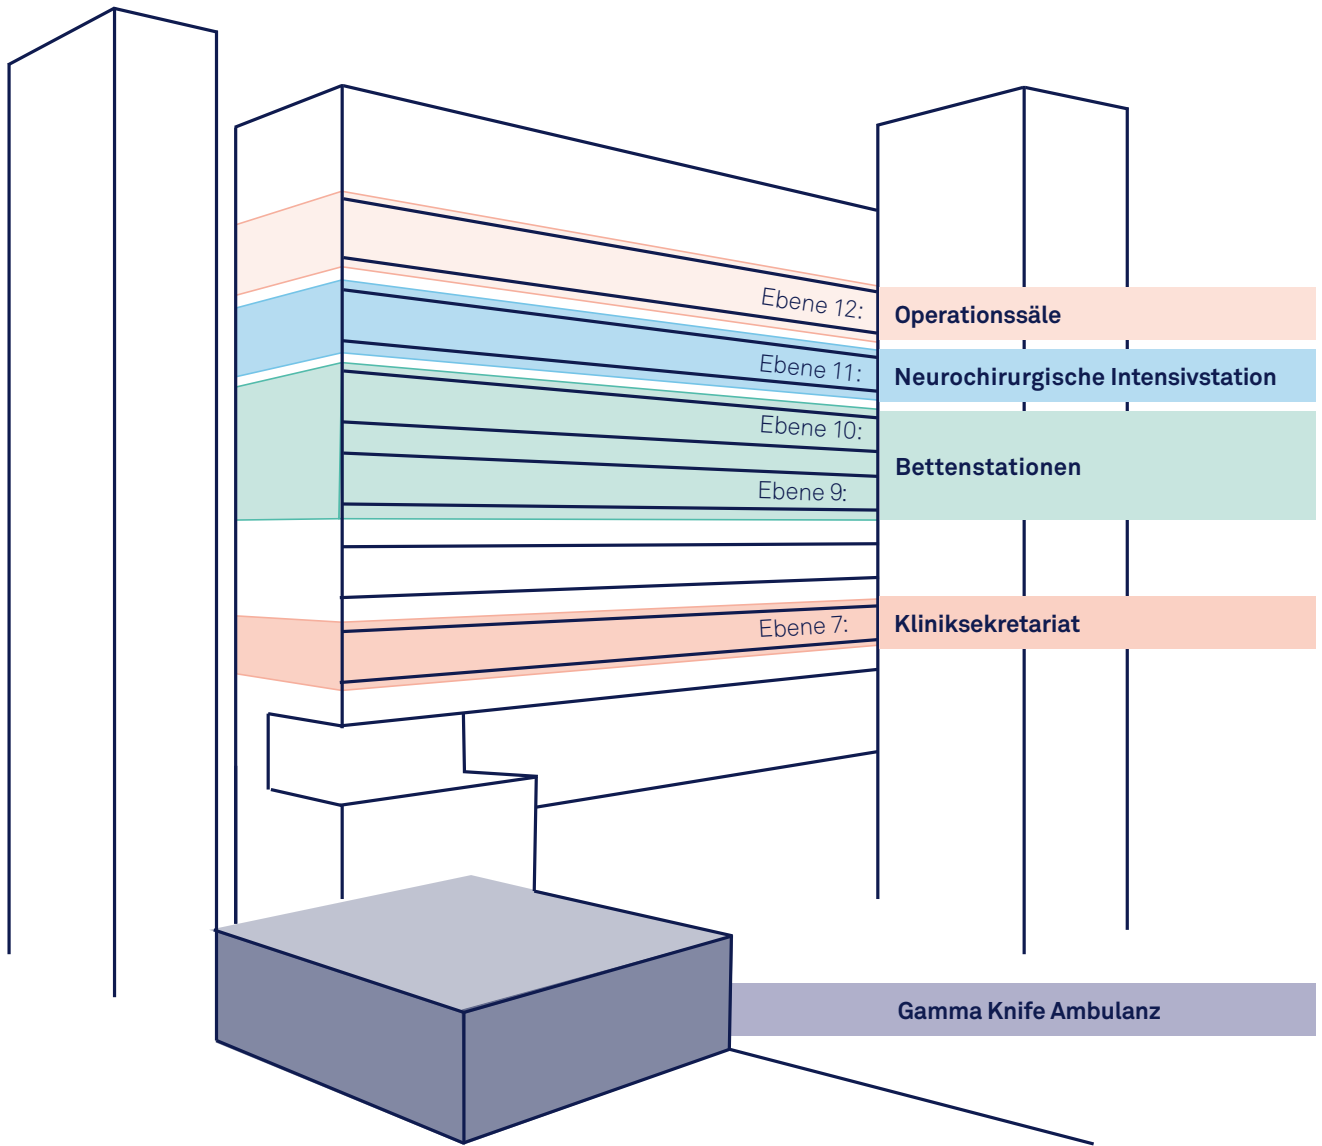 Ebene 12: Operationssäle
Ebene 11: Neurochirurgische Intensivstation
Ebene 10:
Bettenstationen
Ebene 9:
Ebene 7: Kliniksekretariat
Gamma Knife Ambulanz